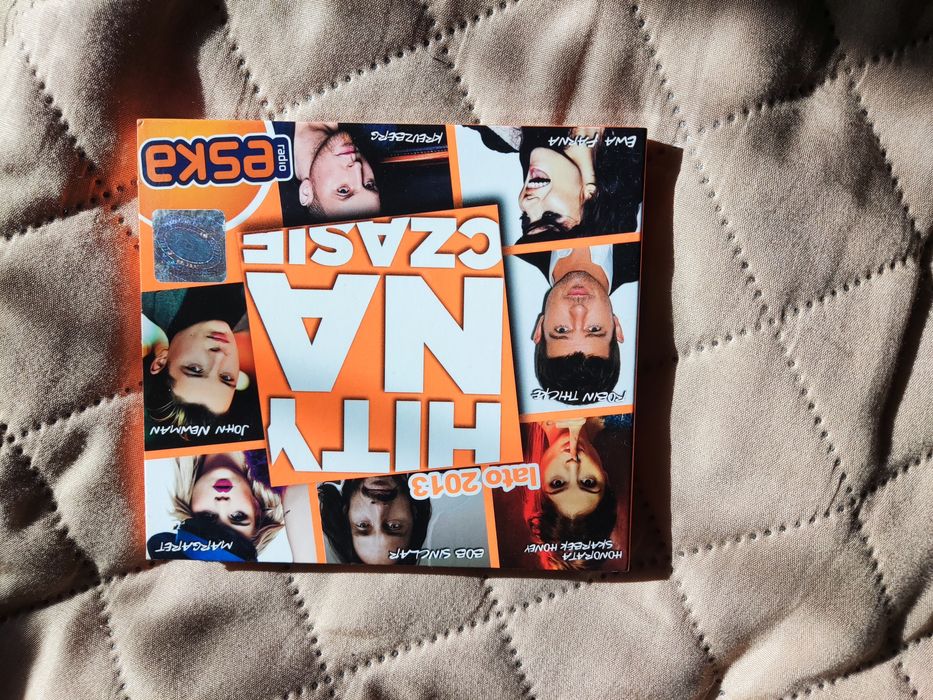 HONORATA
SKARBEK HONEY
BOB SINCLAR
MARGARET
lato 2013
HITY
NA
CZASIE
JOHN NEWMAN
ROBIN THICKE
EWA FARNA
KREUZBERG
radio
eska